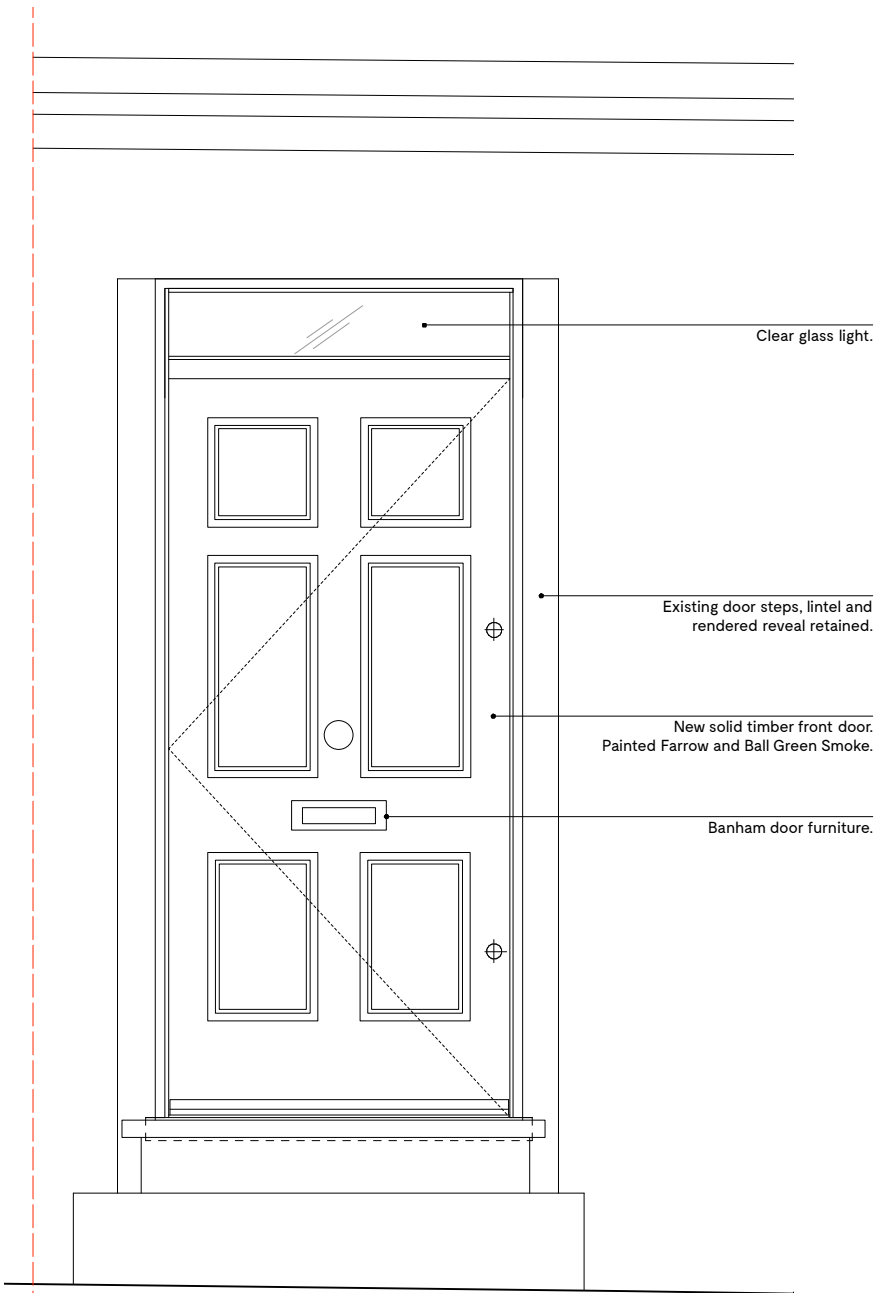 Clear glass light.
Existing door steps, lintel and
rendered reveal retained.
New solid timber front door.
Painted Farrow and Ball Green Smoke.
Banham door furniture.